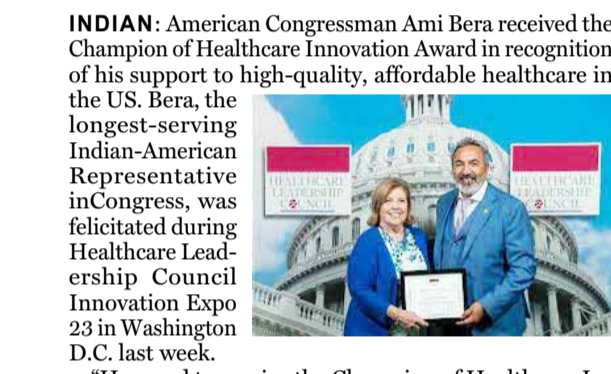 INDIAN: American Congressman Ami Bera received the
Champion of Healthcare Innovation Award in recognition
of his support to high-quality, affordable healthcare in
the US. Bera, the
longest-serving
Indian-American
Representative
inCongress, was
felicitated during
Healthcare Lead-
ership Council
Innovation Expo
23 in Washington
D.C. last week.
HEALTHCARE
LEADERSHIP
COUNCIL
HEALTHCARE
LEADERSHIP
COUNCIL